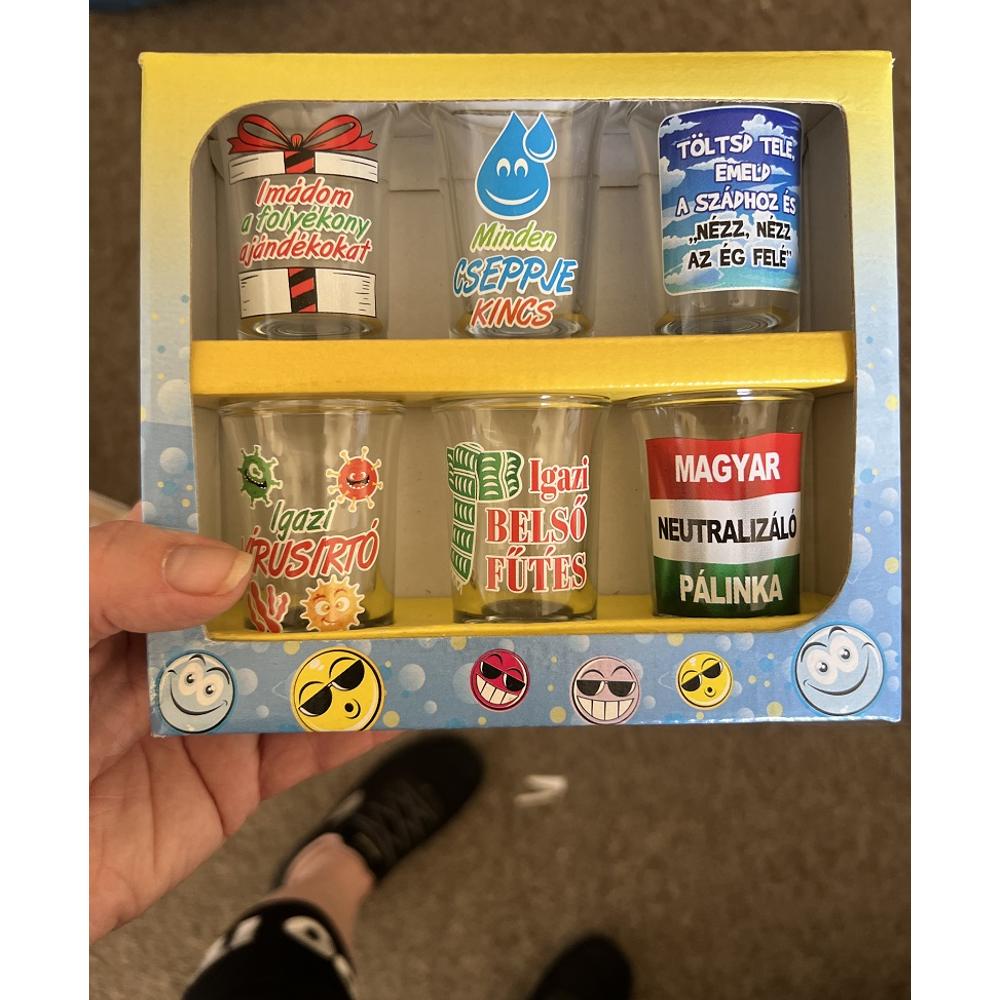 Imádom
a folyékony
ajándékokat
Minden
CSEPPJE
KINCS
TÖLTSD TELE,
EMELD
A SZÁDHOZ ÉS
„NÉZZ, NÉZZ
AZ ÉG FELÉ"
Igazi
VÍRUSIRTÓ
Igazi
BELSŐ
FŰTÉS
MAGYAR
NEUTRALIZÁLÓ
PÁLINKA